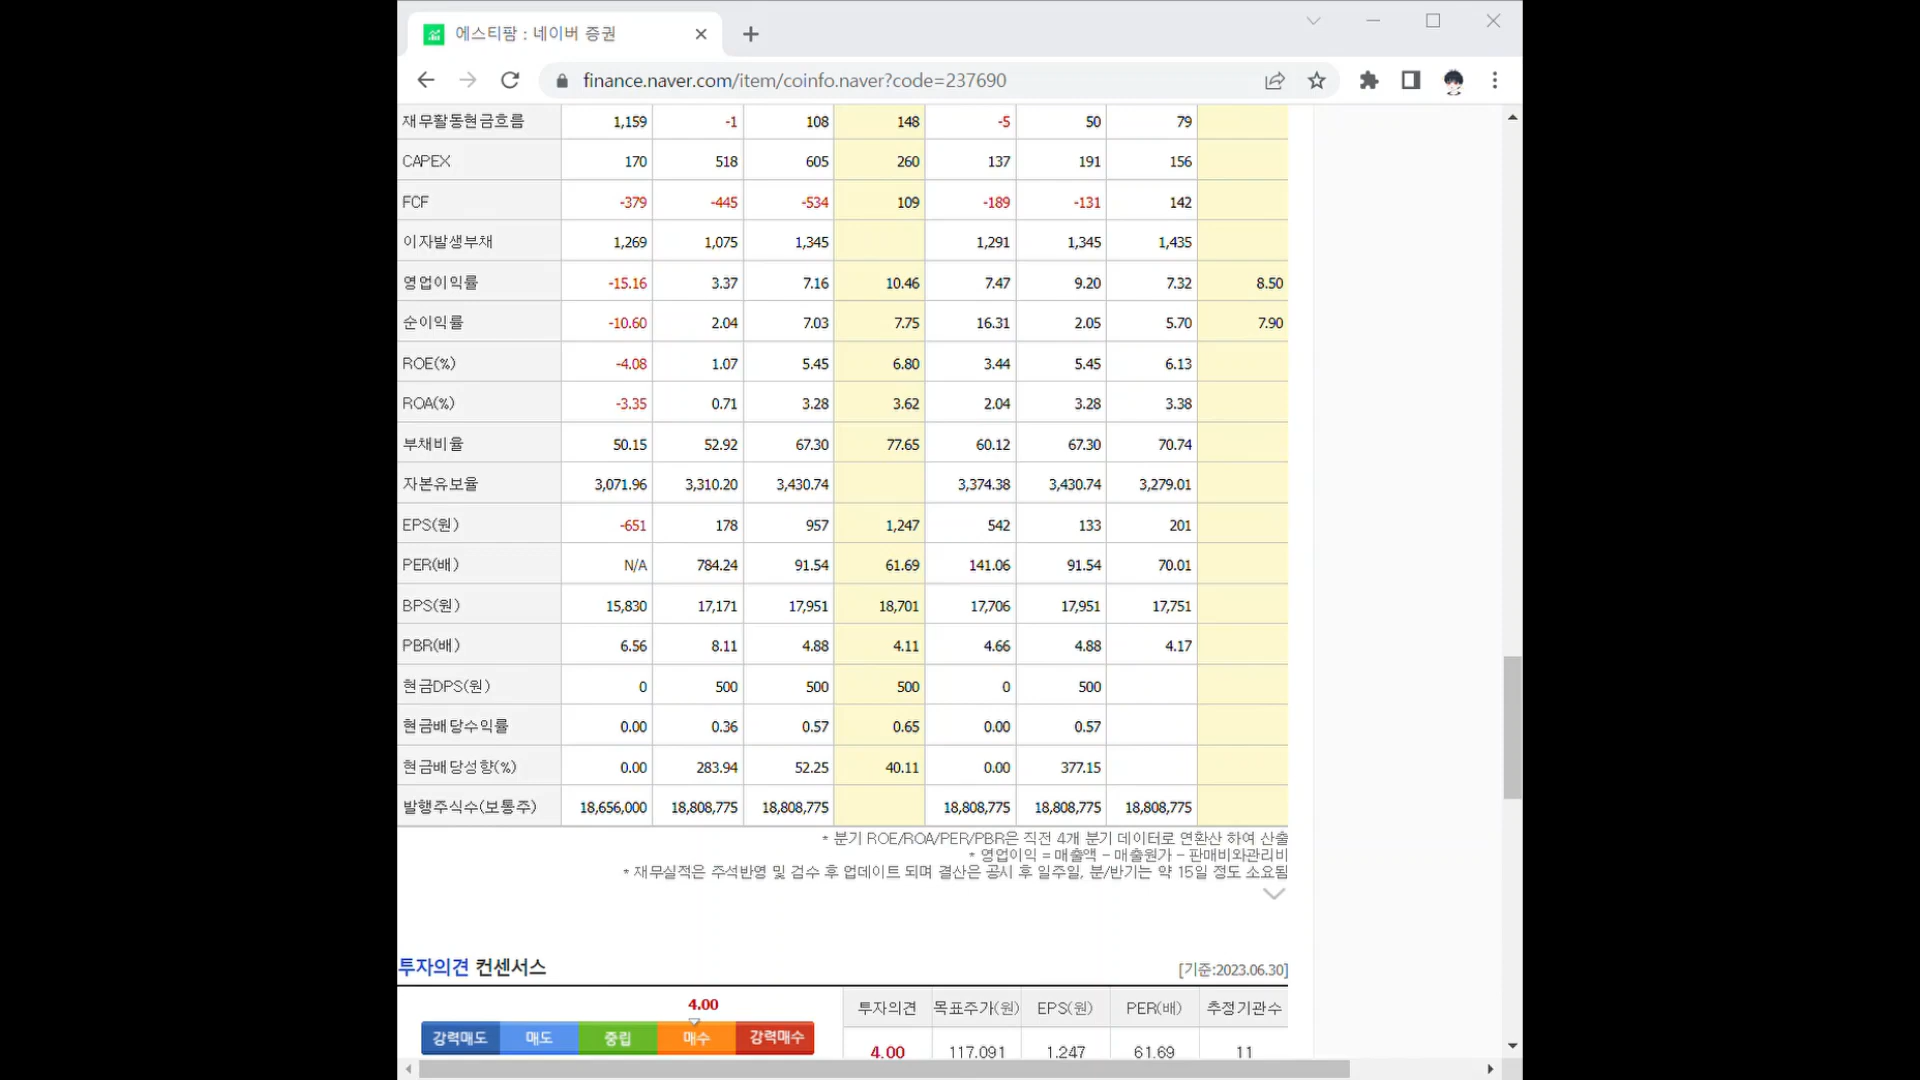 에스티팜 : 네이버 증권
finance.naver.com/item/coinfo.naver?code=237690
재무활동현금흐름 1,159 -1 108 148 -5 50 79
CAPEX 170 518 605 260 137 191 156
FCF -379 -445 -534 109 -189 -131 142
이자발생부채 1,269 1,075 1,345 1,291 1,345 1,435
영업이익률 -15.16 3.37 7.16 10.46 7.47 9.20 7.32 8.50
순이익률 -10.60 2.04 7.03 7.75 16.31 2.05 5.70 7.90
ROE(%) -4.08 1.07 5.45 6.80 3.44 5.45 6.13
ROA(%) -3.35 0.71 3.28 3.62 2.04 3.28 3.38
부채비율 50.15 52.92 67.30 77.65 60.12 67.30 70.74
자본유보율 3,071.96 3,310.20 3,430.74 3,374.38 3,430.74 3,279.01
EPS(원) -651 178 957 1,247 542 133 201
PER(배) N/A 784.24 91.54 61.69 141.06 91.54 70.01
BPS(원) 15,830 17,171 17,951 18,701 17,706 17,951 17,751
PBR(배) 6.56 8.11 4.88 4.11 4.66 4.88 4.17
현금DPS(원) 0 500 500 500 0 500
현금배당수익률 0.00 0.36 0.57 0.65 0.00 0.57
현금배당성향(%) 0.00 283.94 52.25 40.11 0.00 377.15
발행주식수(보통주) 18,656,000 18,808,775 18,808,775 18,808,775 18,808,775 18,808,775
* 분기 ROE/ROA/PER/PBR은 직전 4개 분기 데이터로 연환산 하여 산출
* 영업이익 = 매출액 - 매출원가 - 판매비와관리비
* 재무실적은 주석반영 및 검수 후 업데이트 되며 결산은 공시 후 일주일, 분/반기는 약 15일 정도 소요됨
투자의견 컨센서스 [기준:2023.06.30]
4.00
강력매도 매도 중립 매수 강력매수
투자의견 목표주가(원) EPS(원) PER(배) 추정기관수
4.00 117,091 1,247 61.69 11